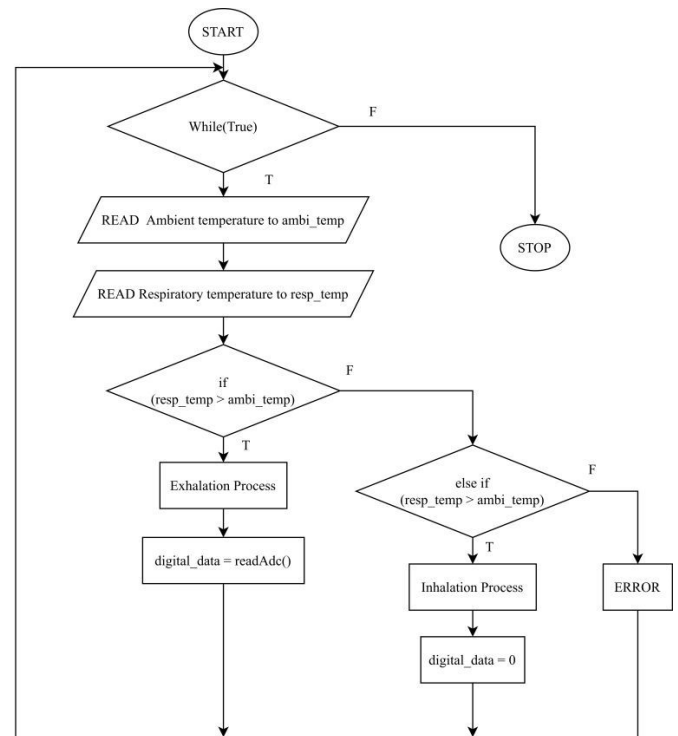 START
While(True)
F
T
READ Ambient temperature to ambi_temp
STOP
READ Respiratory temperature to resp_temp
if
(resp_temp > ambi_temp)
F
T
else if
(resp_temp > ambi_temp)
F
Exhalation Process
T
digital_data = readAdc()
Inhalation Process
ERROR
digital_data = 0